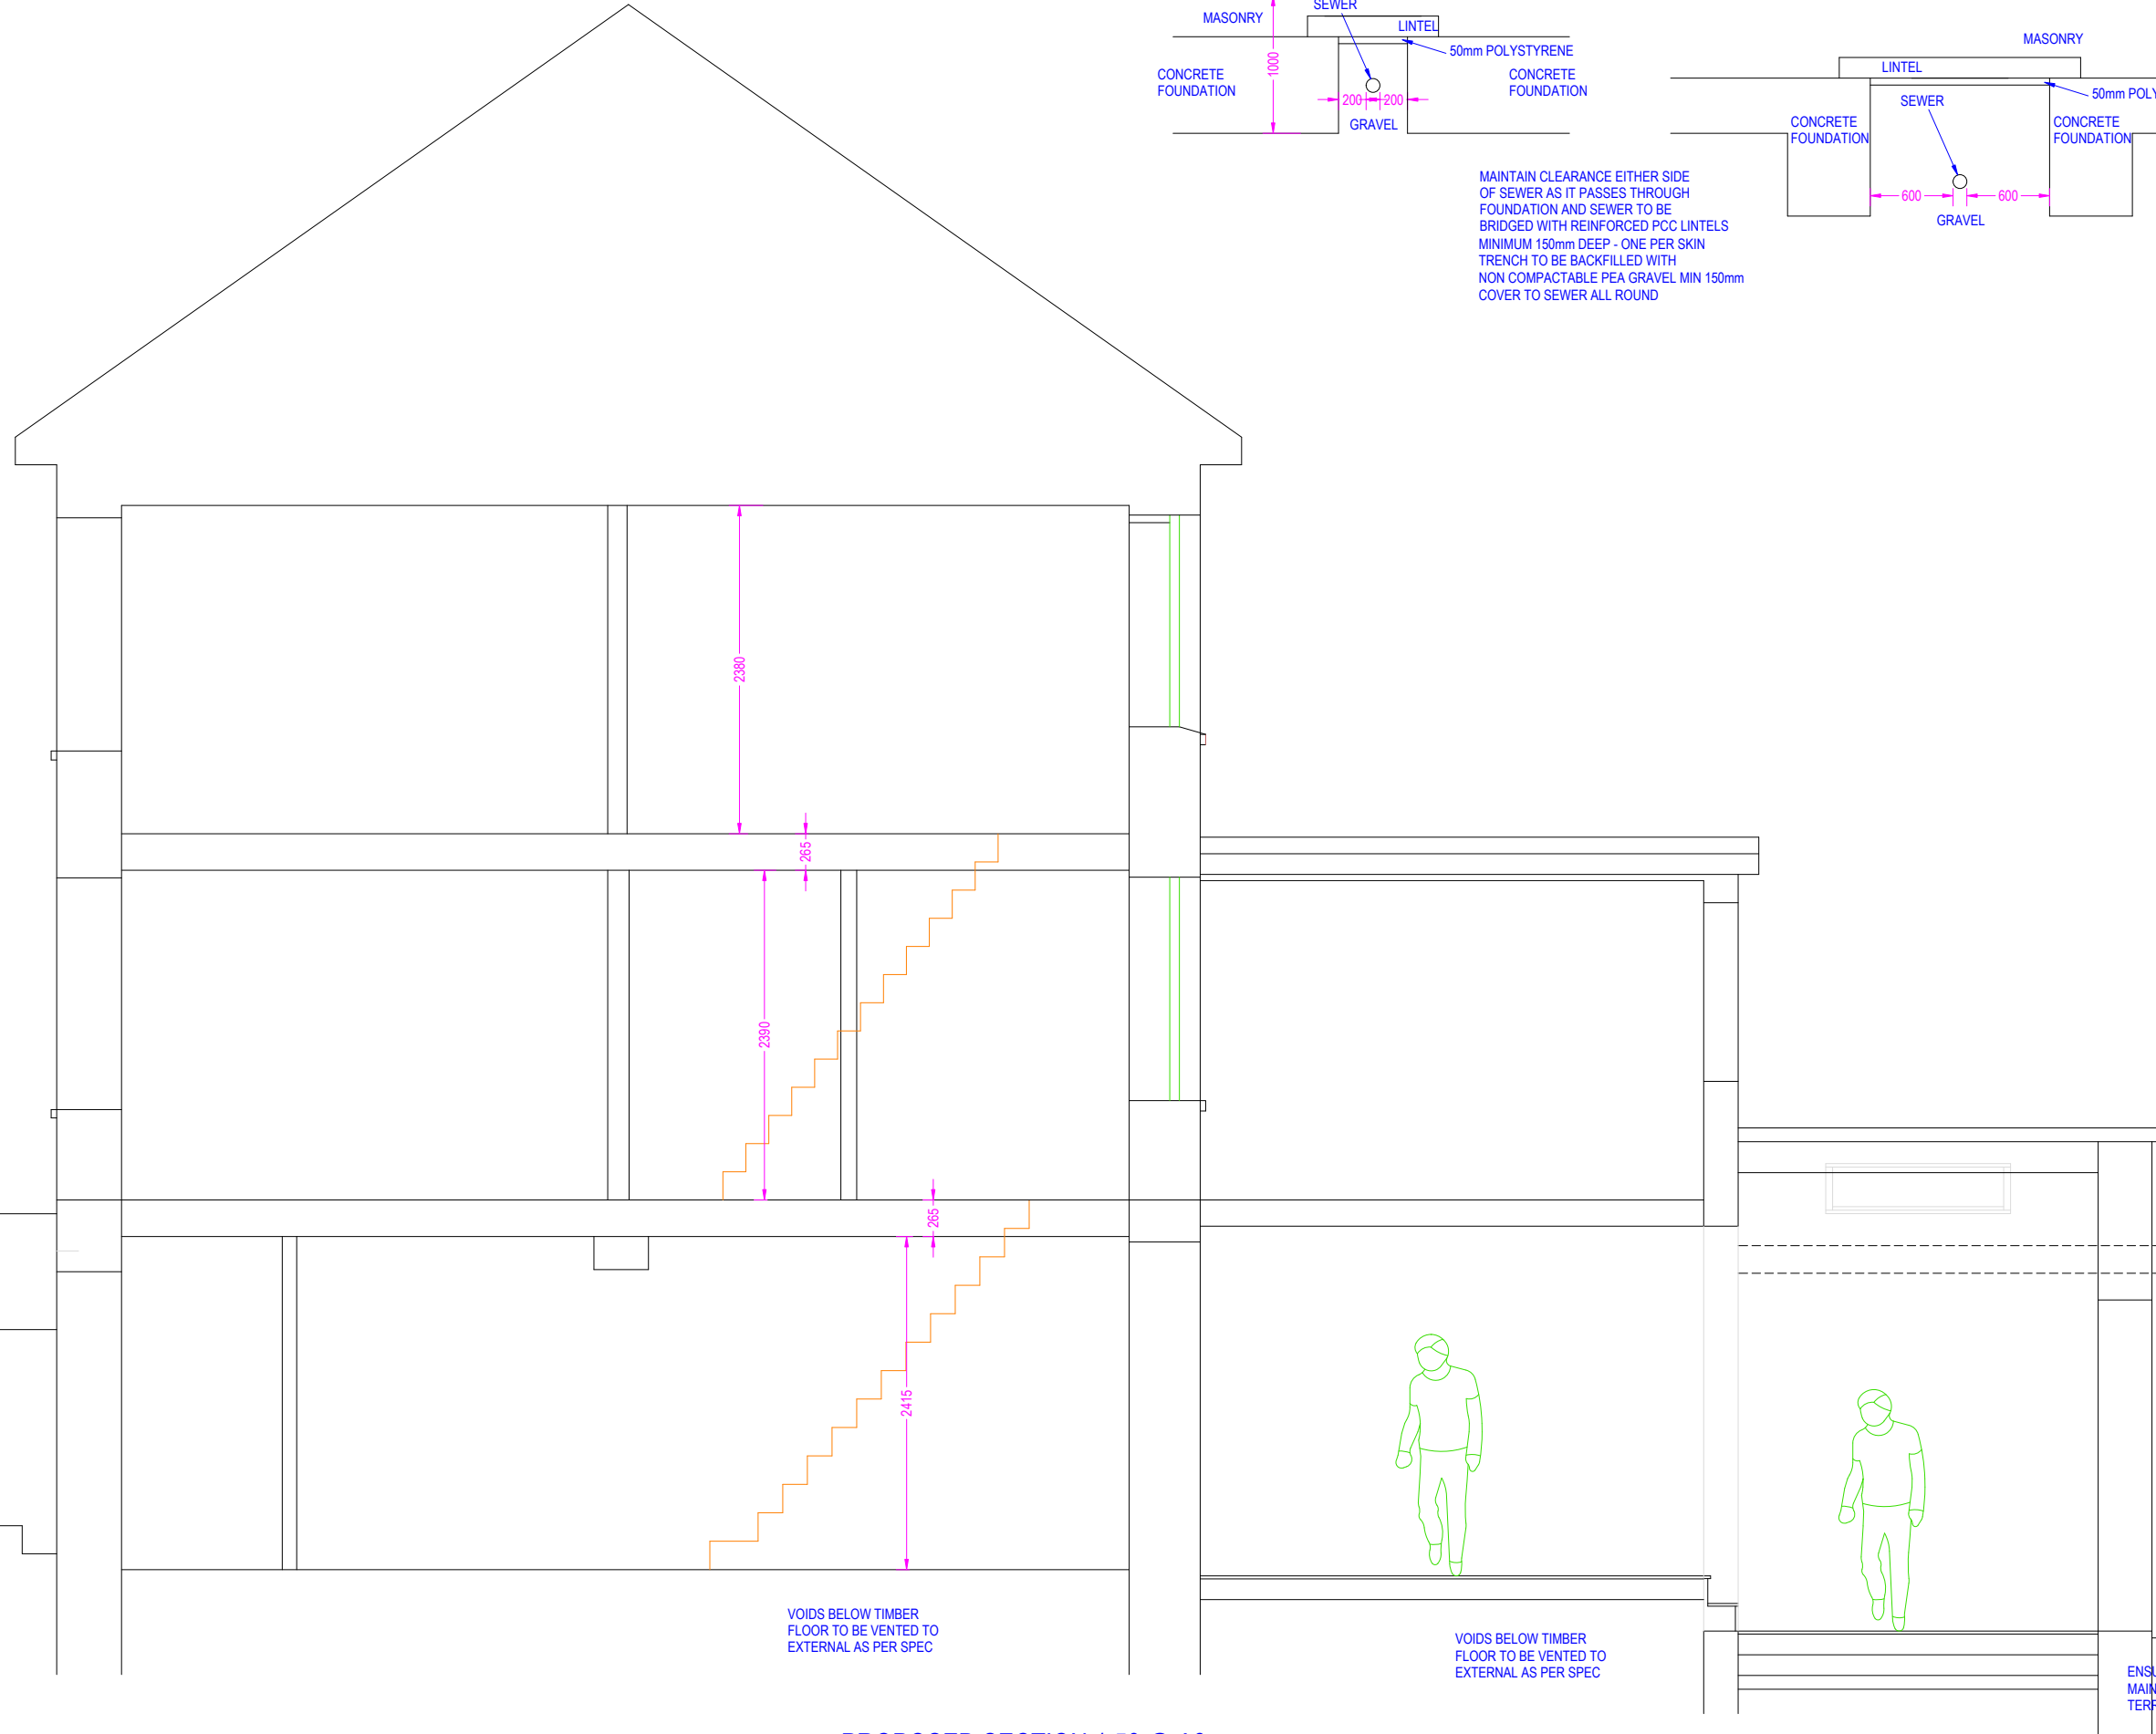 SEWER
MASONRY
LINTEL
50mm POLYSTYRENE
1000
CONCRETE
FOUNDATION
CONCRETE
FOUNDATION
200
200
GRAVEL
MASONRY
LINTEL
50mm
SEWER
CONCRETE
FOUNDATION
CONCRETE
FOUNDATION
600
600
GRAVEL
MAINTAIN CLEARANCE EITHER SIDE
OF SEWER AS IT PASSES THROUGH
FOUNDATION AND SEWER TO BE
BRIDGED WITH REINFORCED PCC LINTELS
MINIMUM 150mm DEEP - ONE PER SKIN
TRENCH TO BE BACKFILLED WITH
NON COMPACTABLE PEA GRAVEL MIN 150mm
COVER TO SEWER ALL ROUND
2380
265
2390
265
2415
VOIDS BELOW TIMBER
FLOOR TO BE VENTED TO
EXTERNAL AS PER SPEC
VOIDS BELOW TIMBER
FLOOR TO BE VENTED TO
EXTERNAL AS PER SPEC
PROPOSED SECTION